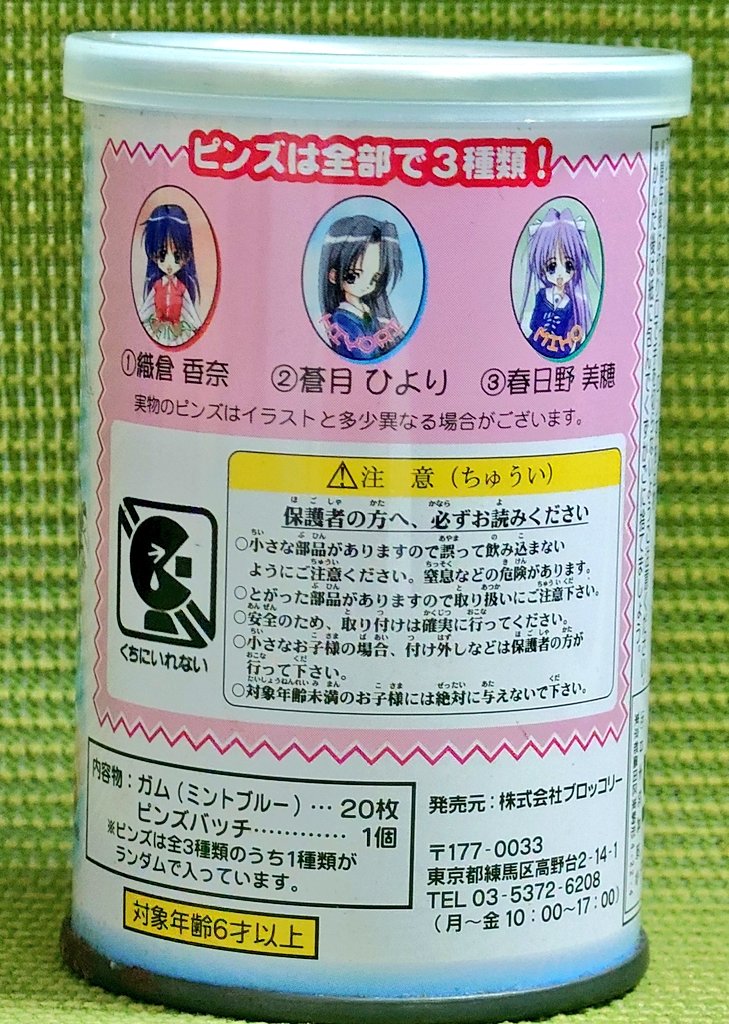 ピンズは全部で3種類！
HIYORI
MIHO
①織倉 香奈
②蒼月 ひより
③春日野 美穂
実物のピンズはイラストと多少異なる場合がございます。
⚠注 意（ちゅうい）
保護者の方へ、必ずお読みください
○小さな部品がありますので誤って飲み込まない
ようにご注意ください。窒息などの危険があります。
○とがった部品がありますので取り扱いにご注意下さい。
○安全のため、取り付けは確実に行ってください。
○小さなお子様の場合、付け外しなどは保護者の方が
行って下さい。
○対象年齢未満のお子様には絶対に与えないで下さい。
くちにいれない
内容物：ガム（ミントブルー）… 20枚
ピンズバッチ………… 1個
※ピンズは全3種類のうち1種類が
ランダムで入っています。
対象年齢6才以上
発売元：株式会社ブロッコリー
〒177-0033
東京都練馬区高野台2-14-1
TEL 03-5372-6208
（月〜金10：00〜17：00）